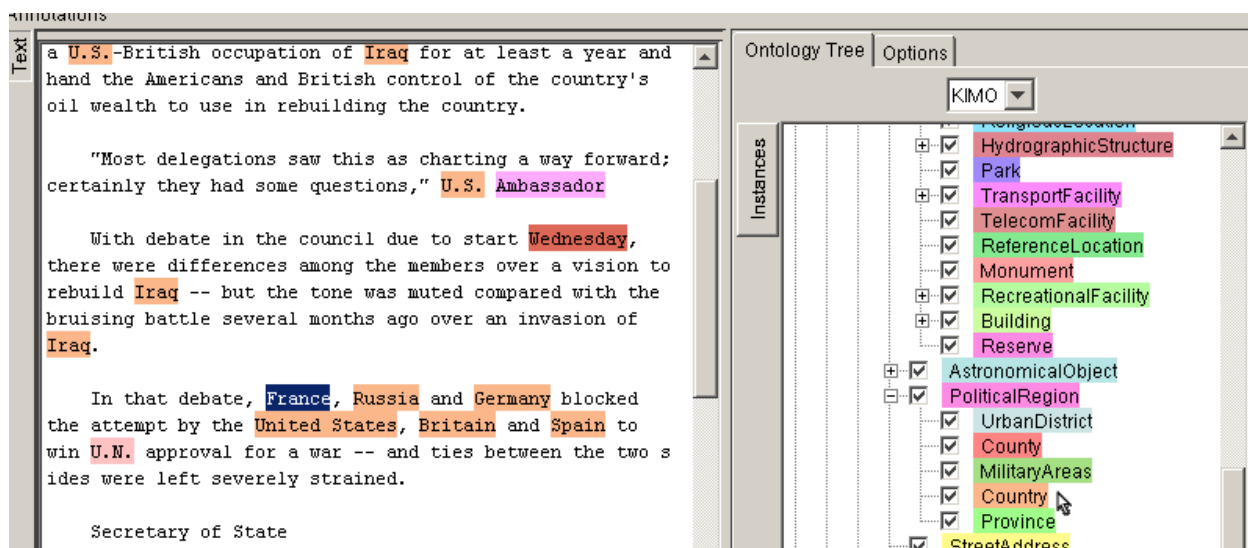 Annotations
Text
a U.S.-British occupation of Iraq for at least a year and
hand the Americans and British control of the country's
oil wealth to use in rebuilding the country.
"Most delegations saw this as charting a way forward;
certainly they had some questions," U.S. Ambassador
With debate in the council due to start Wednesday,
there were differences among the members over a vision to
rebuild Iraq -- but the tone was muted compared with the
bruising battle several months ago over an invasion of
Iraq.
In that debate, France, Russia and Germany blocked
the attempt by the United States, Britain and Spain to
win U.N. approval for a war -- and ties between the two s
ides were left severely strained.
Secretary of State
Ontology Tree
Options
KIMO
Instances
ReligiousLocation
HydrographicStructure
Park
TransportFacility
TelecomFacility
ReferenceLocation
Monument
RecreationalFacility
Building
Reserve
AstronomicalObject
PoliticalRegion
UrbanDistrict
County
MilitaryAreas
Country
Province
StreetAddress